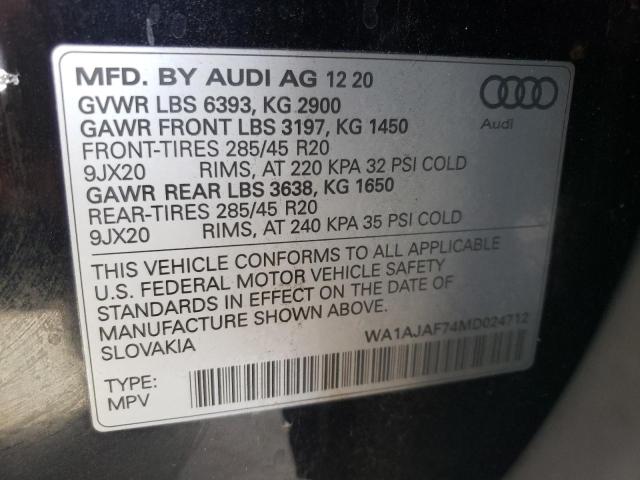 MFD. BY AUDI AG 12 20
GVWR LBS 6393, KG 2900
GAWR FRONT LBS 3197, KG 1450
FRONT-TIRES 285/45 R20
9JX20 RIMS, AT 220 KPA 32 PSI COLD
GAWR REAR LBS 3638, KG 1650
REAR-TIRES 285/45 R20
9JX20 RIMS, AT 240 KPA 35 PSI COLD
Audi
THIS VEHICLE CONFORMS TO ALL APPLICABLE
U.S. FEDERAL MOTOR VEHICLE SAFETY
STANDARDS IN EFFECT ON THE DATE OF
MANUFACTURE SHOWN ABOVE.
SLOVAKIA
WA1AJAF74MD024712
TYPE:
MPV